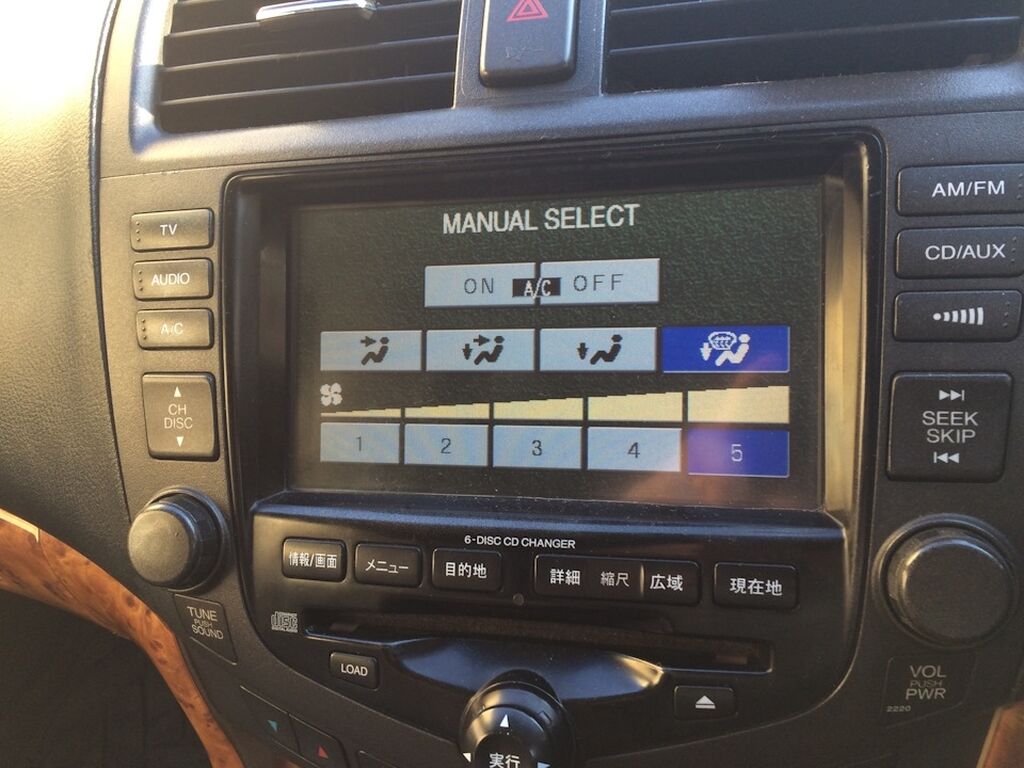 MANUAL SELECT
ON A/C OFF
1 2 3 4 5
TV
AUDIO
A/C
CH
DISC
TUNE
PUSH
SOUND
AM/FM
CD/AUX
SEEK
SKIP
VOL
PUSH
PWR
2220
6-DISC CD CHANGER
情報/画面 メニュー 目的地 詳細 縮尺 広域 現在地
disc
LOAD
実行